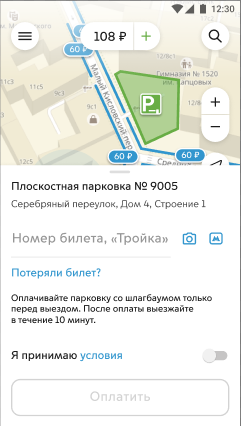 12:30
108 ₽ +
60 ₽
60 ₽
Гимназия № 1520
Малый Кисловский пер.
P
+
−
60 ₽
60 ₽
Плоскостная парковка № 9005
Серебряный переулок, Дом 4, Строение 1
Номер билета, «Тройка»
Потеряли билет?
Оплачивайте парковку со шлагбаумом только
перед выездом. После оплаты выезжайте
в течение 10 минут.
Я принимаю условия
Оплатить